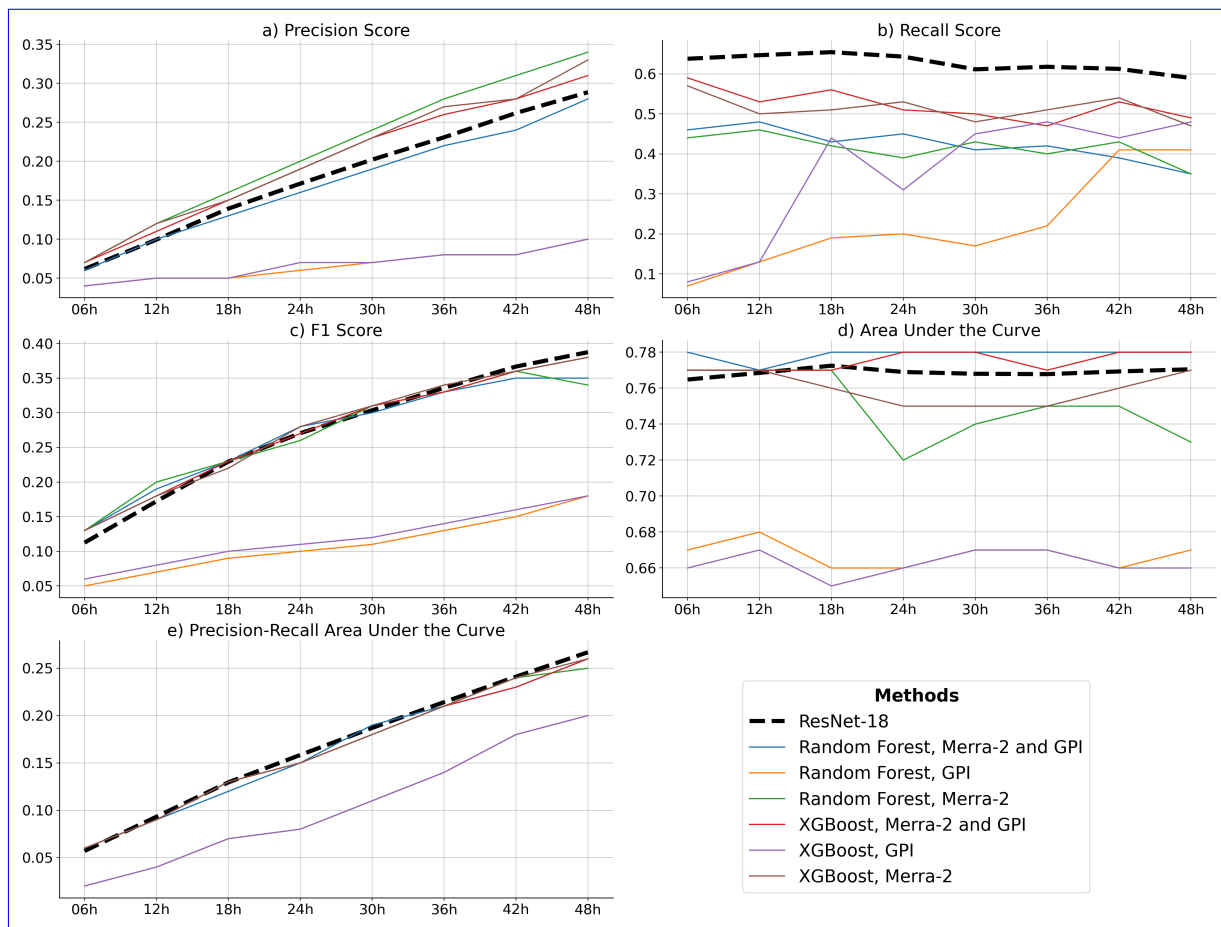 a) Precision Score
0.35
0.30
0.25
0.20
0.15
0.10
0.05
06h 12h 18h 24h 30h 36h 42h 48h
b) Recall Score
0.6
0.5
0.4
0.3
0.2
0.1
06h 12h 18h 24h 30h 36h 42h 48h
c) F1 Score
0.40
0.35
0.30
0.25
0.20
0.15
0.10
0.05
06h 12h 18h 24h 30h 36h 42h 48h
d) Area Under the Curve
0.78
0.76
0.74
0.72
0.70
0.68
0.66
06h 12h 18h 24h 30h 36h 42h 48h
e) Precision-Recall Area Under the Curve
0.25
0.20
0.15
0.10
0.05
06h 12h 18h 24h 30h 36h 42h 48h
Methods
ResNet-18
Random Forest, Merra-2 and GPI
Random Forest, GPI
Random Forest, Merra-2
XGBoost, Merra-2 and GPI
XGBoost, GPI
XGBoost, Merra-2